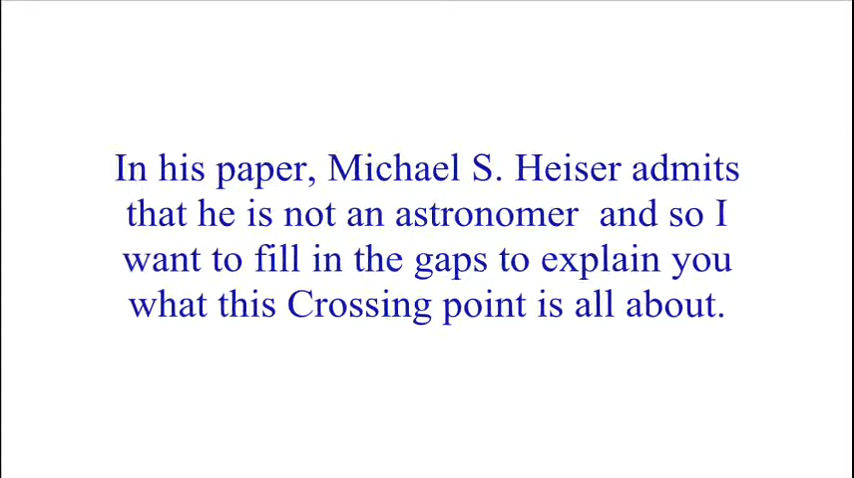 In his paper, Michael S. Heiser admits
that he is not an astronomer  and so I
want to fill in the gaps to explain you
what this Crossing point is all about.